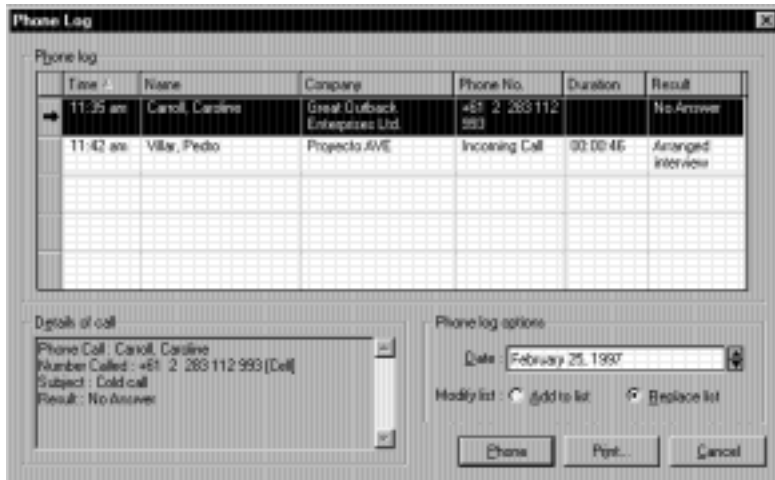 Phone Log
Phone log
Time Name Company Phone No. Duration Result
11:35 am Carroll, Caroline Great Outback Enterprises Ltd. +61 2 283 112 993 No Answer
11:42 am Villar, Pedro Proyecto AVE Incoming Call 00:00:46 Arranged interview
Details of call
Phone Call : Carroll, Caroline
Number Called : +61 2 283 112 993 [Cell]
Subject : Cold call
Result : No Answer
Phone log options
Date : February 25, 1997
Modify list : Add to list Replace list
Phone Print... Cancel